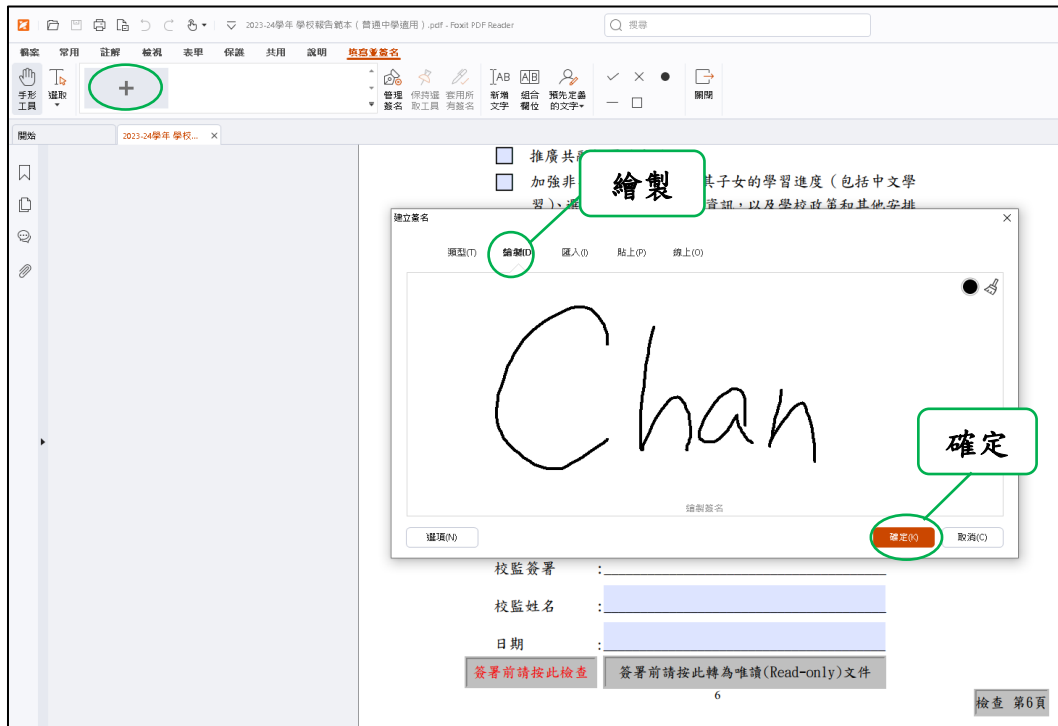 2023-24學年 學校報告範本（普通中學適用）.pdf - Foxit PDF Reader
搜尋
檔案 常用 註解 檢視 表單 保護 共用 說明 填寫並簽名
手形工具
選取
管理簽名
保持選取工具
套用所有簽名
新增文字
組合欄位
預先定義的文字
關閉
開始
2023-24學年 學校... ×
推廣共
繪製
加強非 其子女的學習進度（包括中文學
習）、選 資訊，以及學校政策和其他安排
建立簽名
類型(T) 繪製(D) 匯入(I) 貼上(P) 線上(O)
Chan
確定
繪製簽名
選項(N) 確定(K) 取消(C)
校監簽署 :
校監姓名 :
日期 :
簽署前請按此檢查 簽署前請按此轉為唯讀(Read-only)文件
6
檢查 第6頁